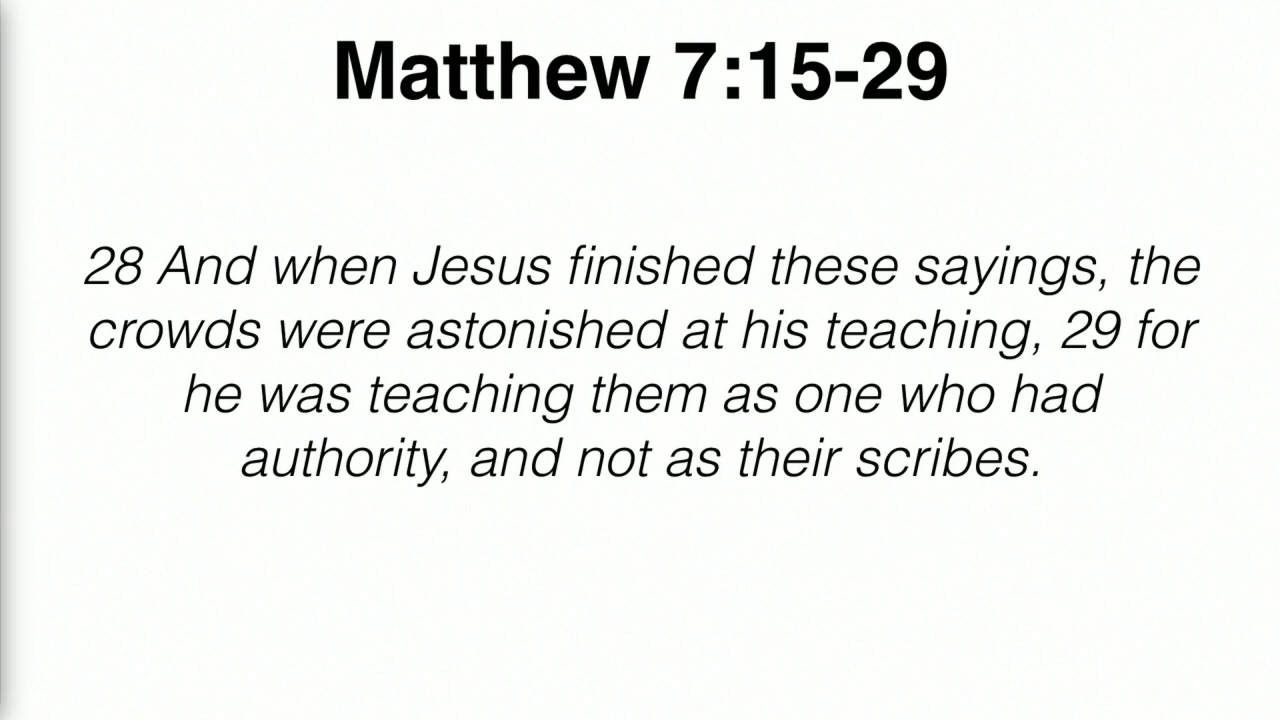 Matthew 7:15-29
28 And when Jesus finished these sayings, the
crowds were astonished at his teaching, 29 for
he was teaching them as one who had
authority, and not as their scribes.